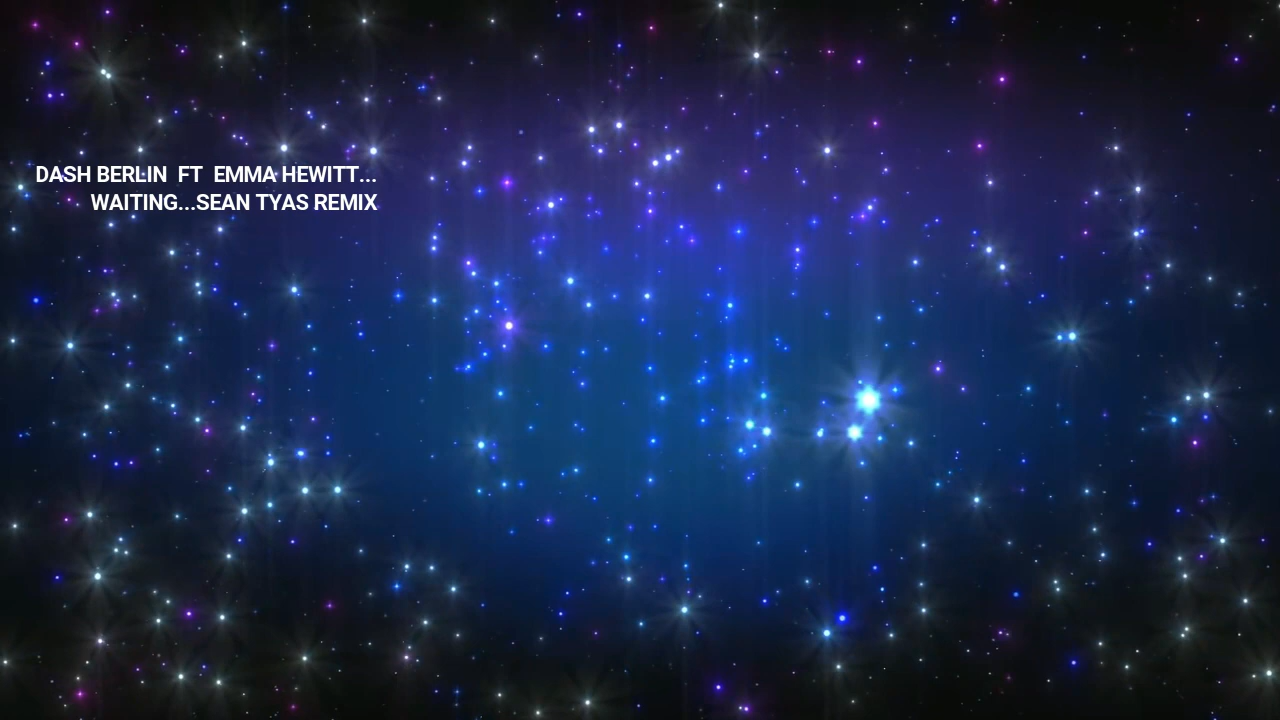 DASH BERLIN  FT  EMMA HEWITT...
WAITING...SEAN TYAS REMIX